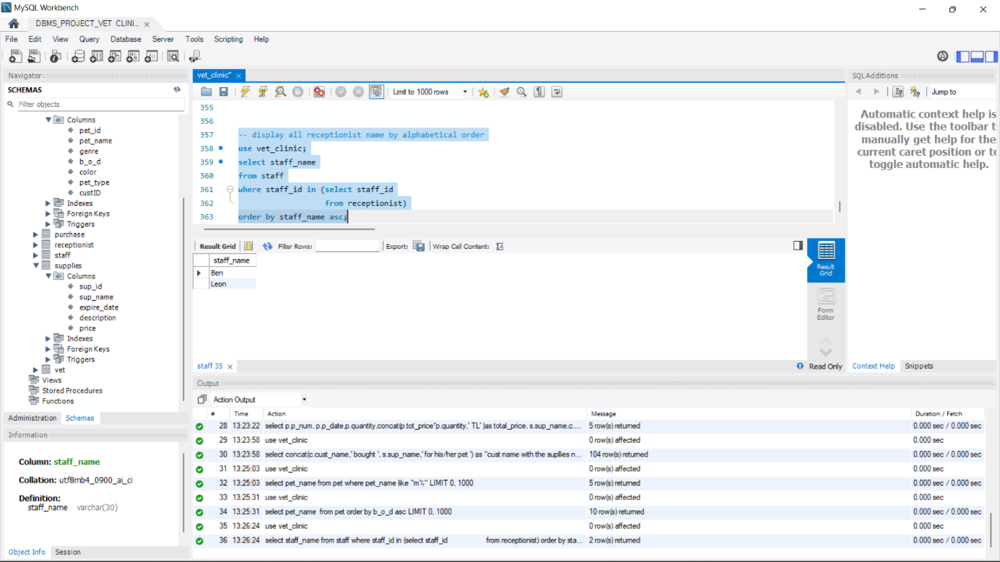 MySQL Workbench
DBMS_PROJECT_VET CLINI... ×
File Edit View Query Database Server Tools Scripting Help
Navigator
SCHEMAS
Filter objects
Columns
pet_id
pet_name
genre
b_o_d
color
pet_type
custID
Indexes
Foreign Keys
Triggers
purchase
receptionist
staff
supplies
Columns
sup_id
sup_name
expire_date
description
price
Indexes
Foreign Keys
Triggers
vet
Views
Stored Procedures
Functions
Administration Schemas
Information
Column: staff_name
Collation: utf8mb4_0900_ai_ci
Definition:
staff_name varchar(30)
Object Info Session
vet_clinic* ×
Limit to 1000 rows
355
356
357 -- display all receptionist name by alphabetical order
358 use vet_clinic;
359 select staff_name
360 from staff
361 where staff_id in (select staff_id
362 from receptionist)
363 order by staff_name asc;
Result Grid Filter Rows: Export: Wrap Cell Content:
staff_name
Ben
Leon
Result
Grid
Form
Editor
staff 35 ×
Read Only
Output
Action Output
# Time Action Message Duration / Fetch
28 13:23:22 select p.p_num, p.p_date,p.quantity,concat(p.tot_price*p.quantity,' TL' )as total_price, s.sup_name,c.... 5 row(s) returned 0.000 sec / 0.000 sec
29 13:23:58 use vet_clinic 0 row(s) affected 0.000 sec
30 13:23:58 select concat(c.cust_name,' bought ', s.sup_name,' for his/her pet ') as "cust name with the supllies n... 104 row(s) returned 0.000 sec / 0.000 sec
31 13:25:03 use vet_clinic 0 row(s) affected 0.000 sec
32 13:25:03 select pet_name from pet where pet_name like "m%" LIMIT 0, 1000 5 row(s) returned 0.000 sec / 0.000 sec
33 13:25:31 use vet_clinic 0 row(s) affected 0.000 sec
34 13:25:31 select pet_name from pet order by b_o_d asc LIMIT 0, 1000 10 row(s) returned 0.000 sec / 0.000 sec
35 13:26:24 use vet_clinic 0 row(s) affected 0.000 sec
36 13:26:24 select staff_name from staff where staff_id in (select staff_id from receptionist) order by sta... 2 row(s) returned 0.000 sec / 0.000 sec
SQLAdditions
Jump to
Automatic context help is
disabled. Use the toolbar t
manually get help for the
current caret position or to
toggle automatic help.
Context Help Snippets